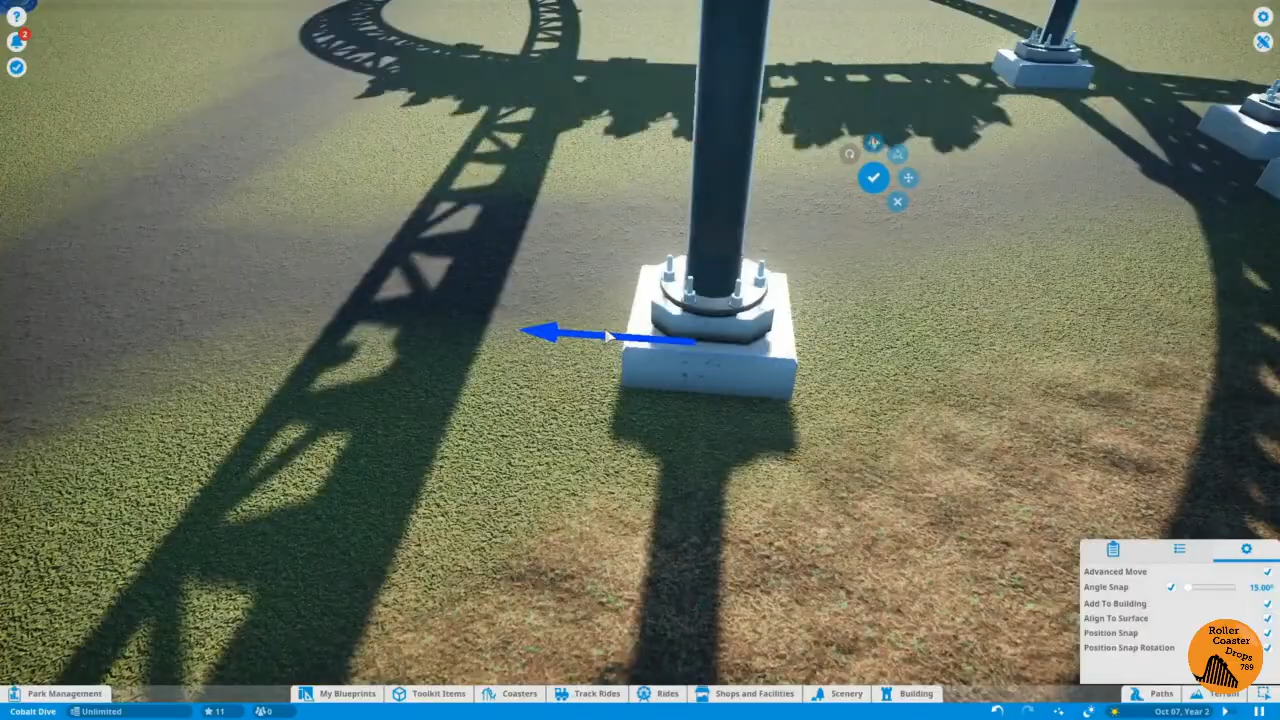 2
Advanced Move
Angle Snap 15.00°
Add To Building
Align To Surface
Position Snap
Position Snap Rotation
Roller
Coaster
Drops
789
Park Management
My Blueprints
Toolkit Items
Coasters
Track Rides
Rides
Shops and Facilities
Scenery
Building
Paths
Terrain
Cobalt Dive
Unlimited
11
0
Oct 07, Year 2